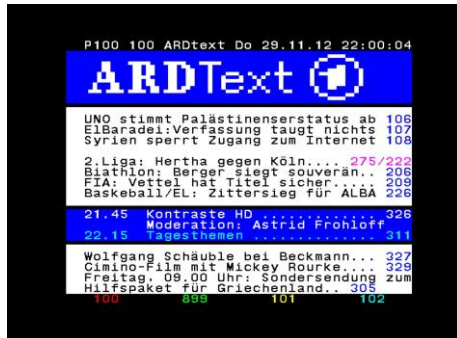 P100 100 ARDtext Do 29.11.12 22:00:04
ARDText 1
UNO stimmt Palästinenserstatus ab 106
ElBaradei:Verfassung taugt nichts 107
Syrien sperrt Zugang zum Internet 108
2.Liga: Hertha gegen Köln.... 275/222
Biathlon: Berger siegt souverän.. 206
FIA: Vettel hat Titel sicher..... 209
Baskeball/EL: Zittersieg für ALBA 226
21.45 Kontraste HD ............. 326
Moderation: Astrid Frohloff
22.15 Tagesthemen .............. 311
Wolfgang Schäuble bei Beckmann... 327
Cimino-Film mit Mickey Rourke.... 329
Freitag, 09.00 Uhr: Sondersendung zum
Hilfspaket für Griechenland.. 305
100 899 101 102